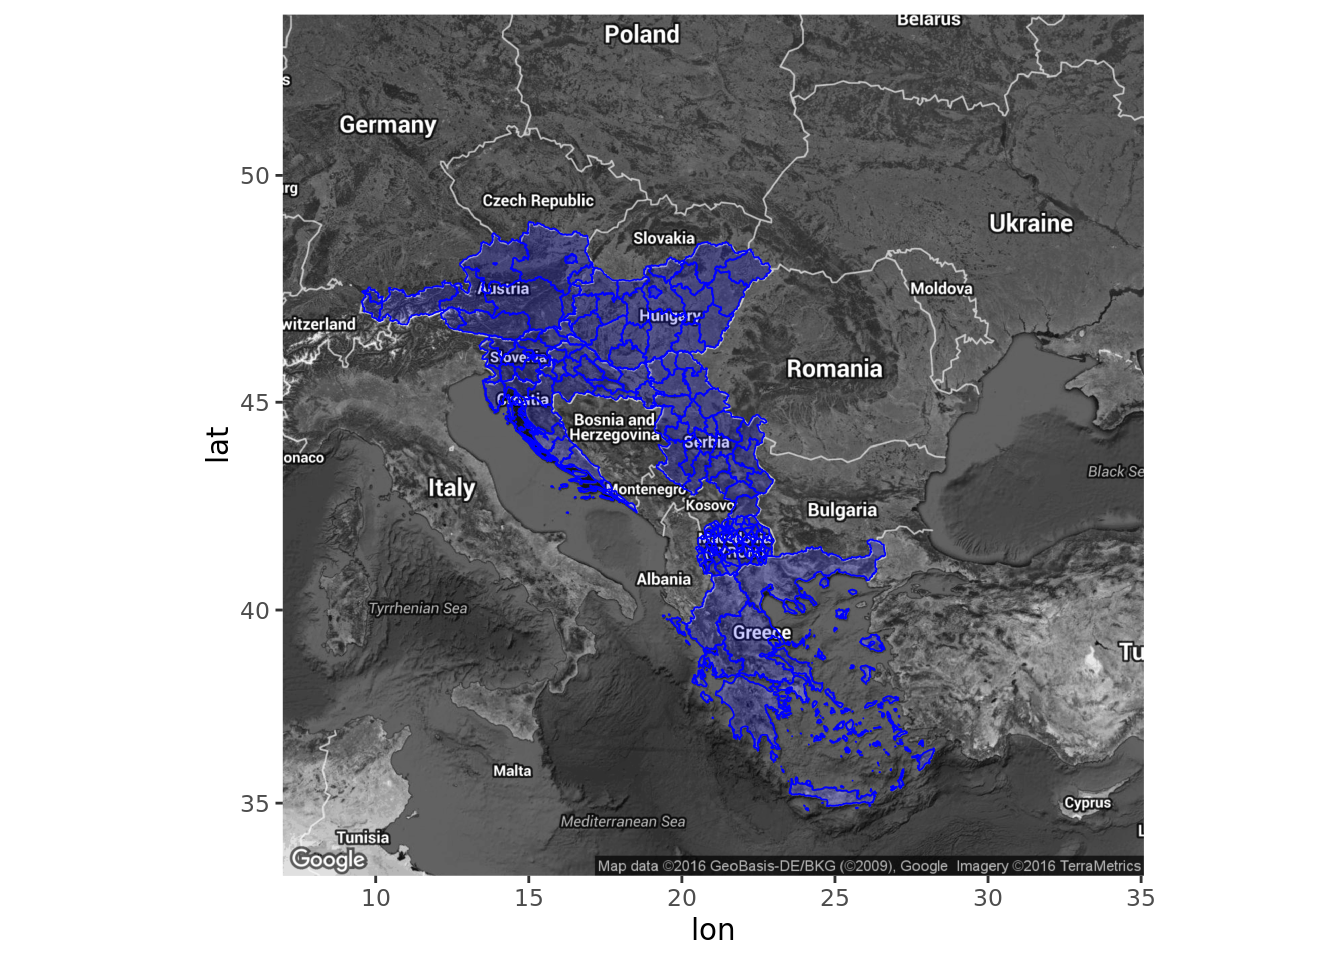 Belarus
Poland
s
Germany
50
rg
Czech Republic
Ukraine
Slovakia
Austria
Moldova
Hungary
witzerland
Slovenia
Romania
45
Croatia
Bosnia and
Herzegovina
lat
Serbia
onaco
Black Se
Italy
Montenegro
Kosovo
Bulgaria
Albania
40
Tyrrhenian Sea
Greece
Tu
Malta
35
Cyprus
Mediterranean Sea
L
Tunisia
Google
Map data ©2016 GeoBasis-DE/BKG (©2009), Google Imagery ©2016 TerraMetrics
10
15
20
25
30
35
lon